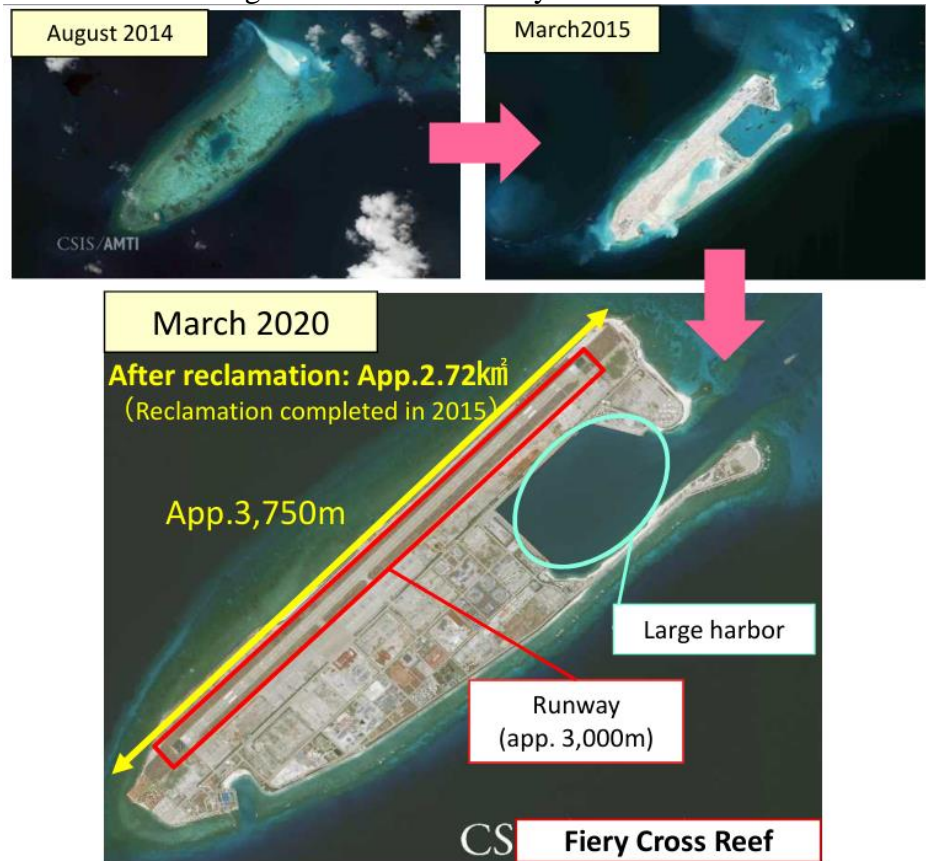 August 2014
March2015
CSIS/AMTI
March 2020
After reclamation: App.2.72k㎡
（Reclamation completed in 2015）
App.3,750m
Large harbor
Runway
(app. 3,000m)
CS
Fiery Cross Reef